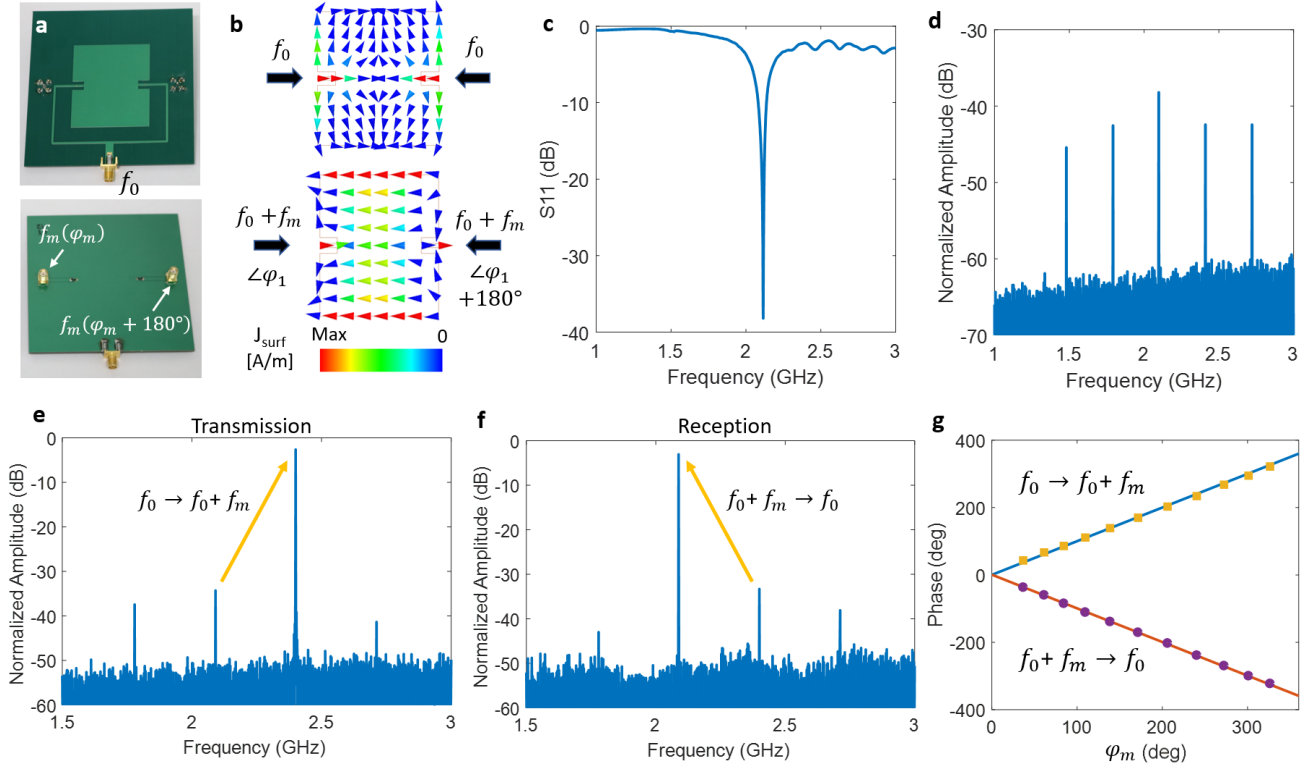 a
f₀
fₘ(φₘ)
fₘ(φₘ + 180°)
b
f₀
f₀
f₀ + fₘ
∠φ₁
f₀ + fₘ
∠φ₁
+180°
J_surf
[A/m]
Max
0
c
0
-10
-20
-30
-40
S11 (dB)
1
1.5
2
2.5
3
Frequency (GHz)
d
-30
-40
-50
-60
-70
Normalized Amplitude (dB)
1
1.5
2
2.5
3
Frequency (GHz)
e
Transmission
0
-10
-20
-30
-40
-50
-60
Normalized Amplitude (dB)
f₀ → f₀+ fₘ
1.5
2
2.5
3
Frequency (GHz)
f
Reception
0
-10
-20
-30
-40
-50
-60
Normalized Amplitude (dB)
f₀+ fₘ → f₀
1.5
2
2.5
3
Frequency (GHz)
g
400
200
0
-200
-400
Phase (deg)
f₀ → f₀+ fₘ
f₀+ fₘ → f₀
0
100
200
300
φₘ (deg)